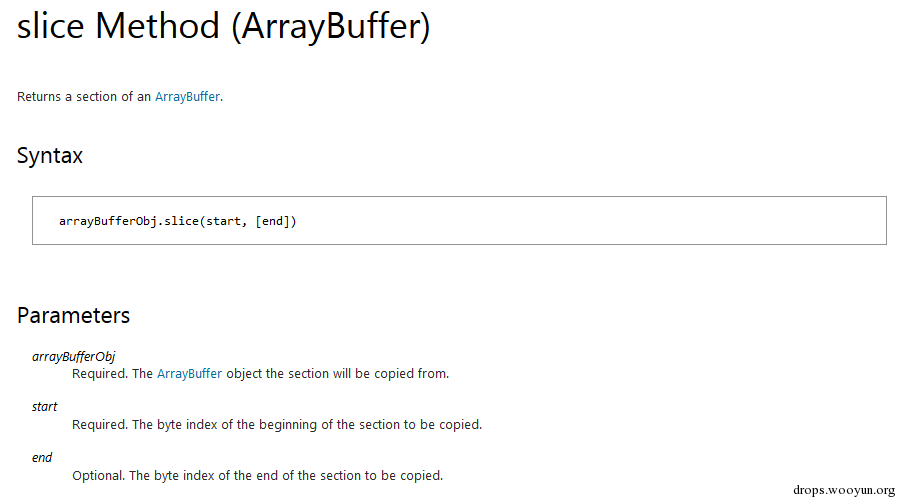 slice Method (ArrayBuffer)
Returns a section of an ArrayBuffer.
Syntax
arrayBufferObj.slice(start, [end])
Parameters
arrayBufferObj
Required. The ArrayBuffer object the section will be copied from.
start
Required. The byte index of the beginning of the section to be copied.
end
Optional. The byte index of the end of the section to be copied.
drops.wooyun.org